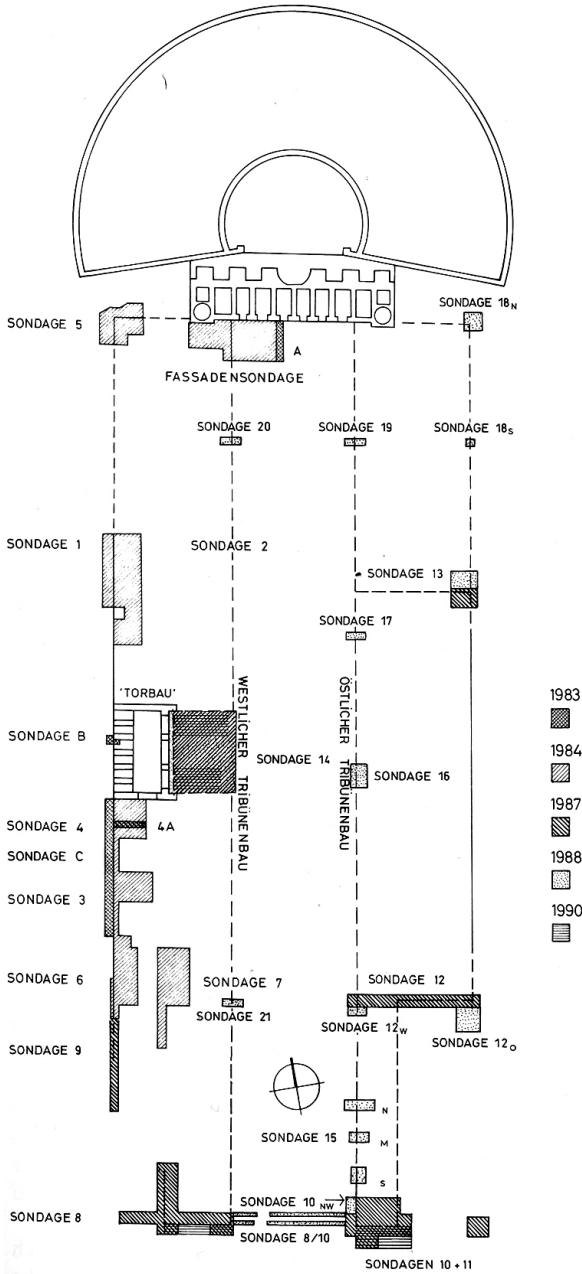 SONDAGE 5
SONDAGE 18N
A
FASSADENSONDAGE
SONDAGE 20
SONDAGE 19
SONDAGE 18S
SONDAGE 1
SONDAGE 2
SONDAGE 13
SONDAGE 17
'TORBAU'
WESTLICHER TRIBÜNENBAU
ÖSTLICHER TRIBÜNENBAU
SONDAGE B
SONDAGE 14
SONDAGE 16
1983
1984
1987
1988
1990
SONDAGE 4
4A
SONDAGE C
SONDAGE 3
SONDAGE 6
SONDAGE 7
SONDAGE 12
SONDAGE 21
SONDAGE 12W
SONDAGE 12O
SONDAGE 9
N
SONDAGE 15
M
S
SONDAGE 10NW
SONDAGE 8
SONDAGE 8/10
SONDAGEN 10+11